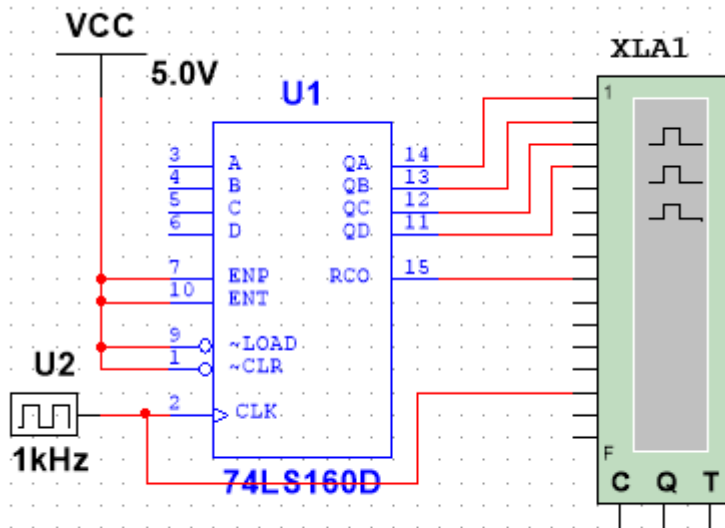 VCC
5.0V
U1
XLA1
1
3 A QA 14
4 B QB 13
5 C QC 12
6 D QD 11
7 ENP RCO 15
10 ENT
9 ~LOAD
1 ~CLR
U2
2 CLK
1kHz
74LS160D
F
C Q T